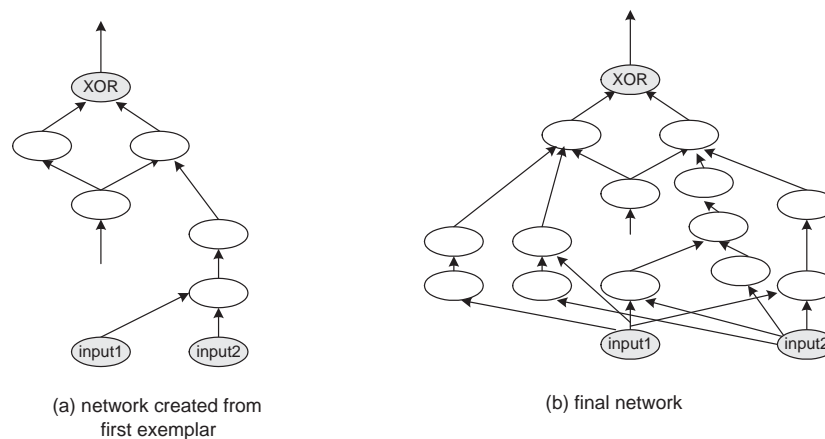 XOR
input1
input2
(a) network created from
first exemplar
XOR
input1
input2
(b) final network